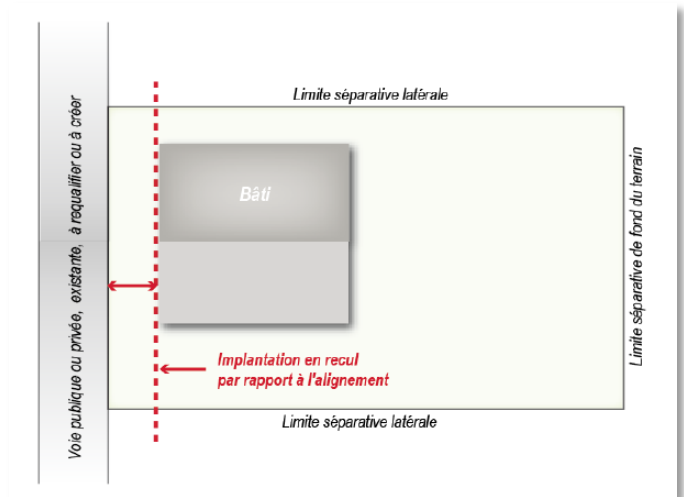 Limite séparative latérale
Voie publique ou privée, existante, à requalifier ou à créer
Bâti
Limite séparative de fond du terrain
Implantation en recul
par rapport à l'alignement
Limite séparative latérale